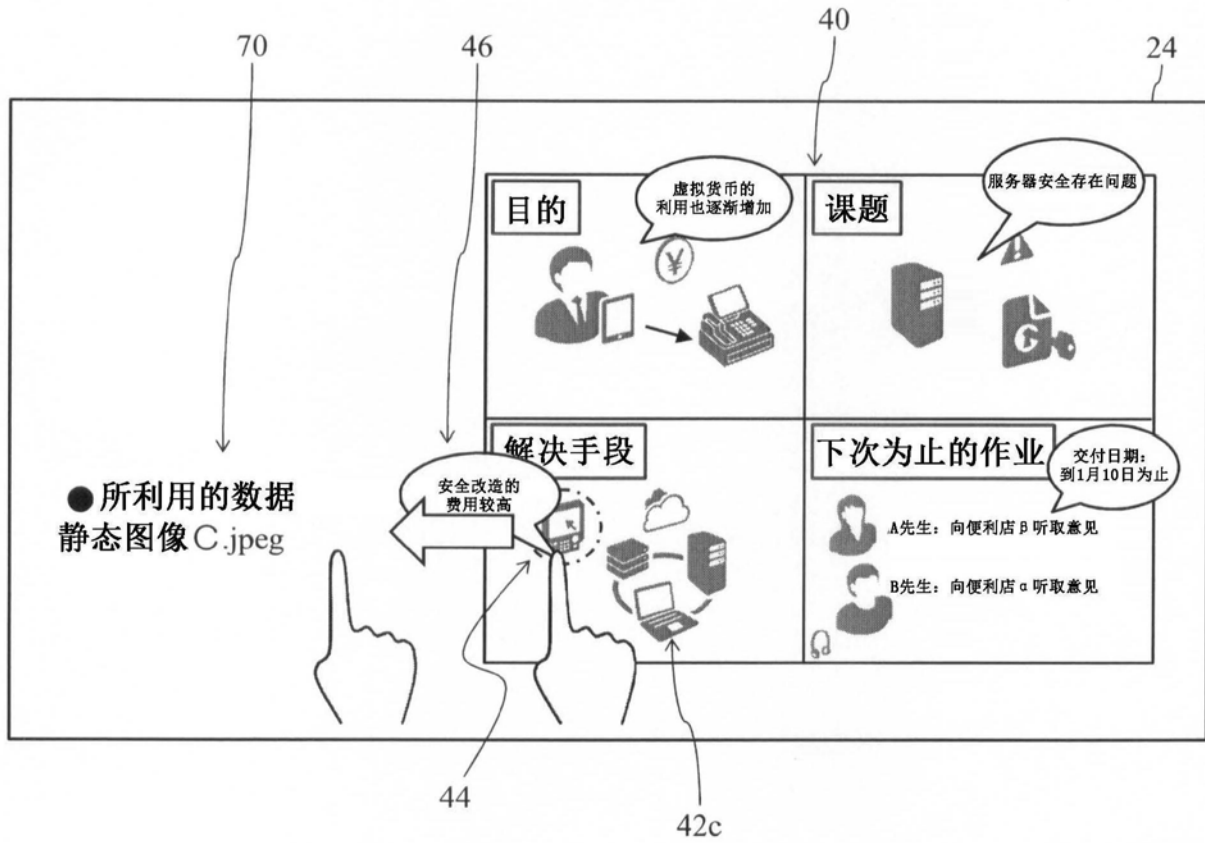 70
46
40
24
目的
虚拟货币的
利用也逐渐增加
¥
课题
服务器安全存在问题
解决手段
安全改造的
费用较高
下次为止的作业
交付日期：
到1月10日为止
A先生：向便利店β听取意见
B先生：向便利店α听取意见
●所利用的数据
静态图像C.jpeg
44
42c